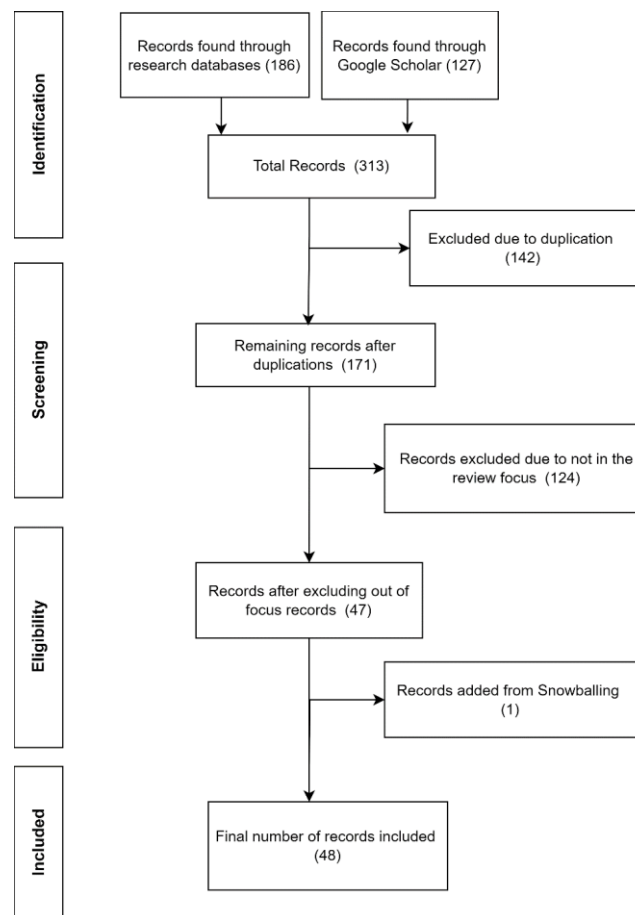 Identification
Records found through
research databases (186)
Records found through
Google Scholar (127)
Total Records (313)
Excluded due to duplication
(142)
Screening
Remaining records after
duplications (171)
Records excluded due to not in the
review focus (124)
Eligibility
Records after excluding out of
focus records (47)
Records added from Snowballing
(1)
Included
Final number of records included
(48)